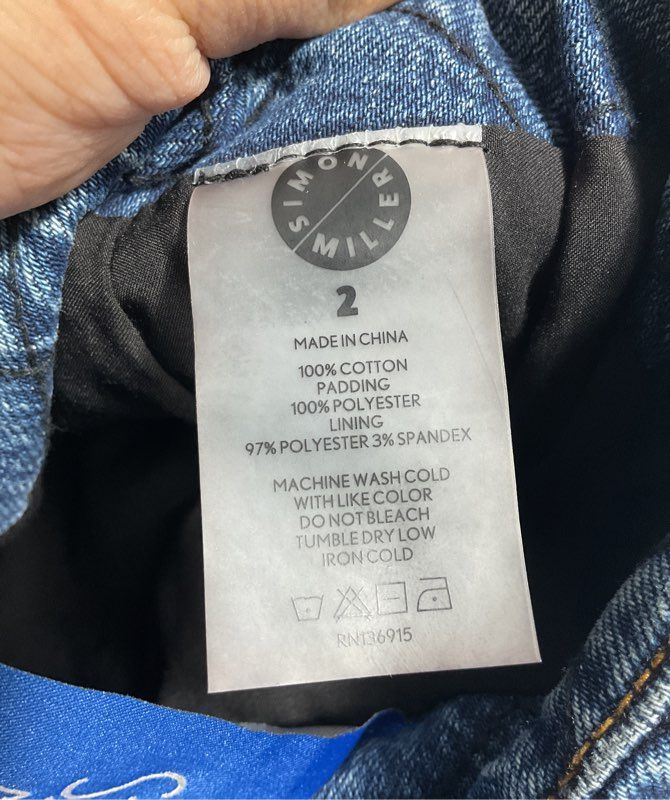 SIMON
MILLER
2
MADE IN CHINA
100% COTTON
PADDING
100% POLYESTER
LINING
97% POLYESTER 3% SPANDEX
MACHINE WASH COLD
WITH LIKE COLOR
DO NOT BLEACH
TUMBLE DRY LOW
IRON COLD
RN136915